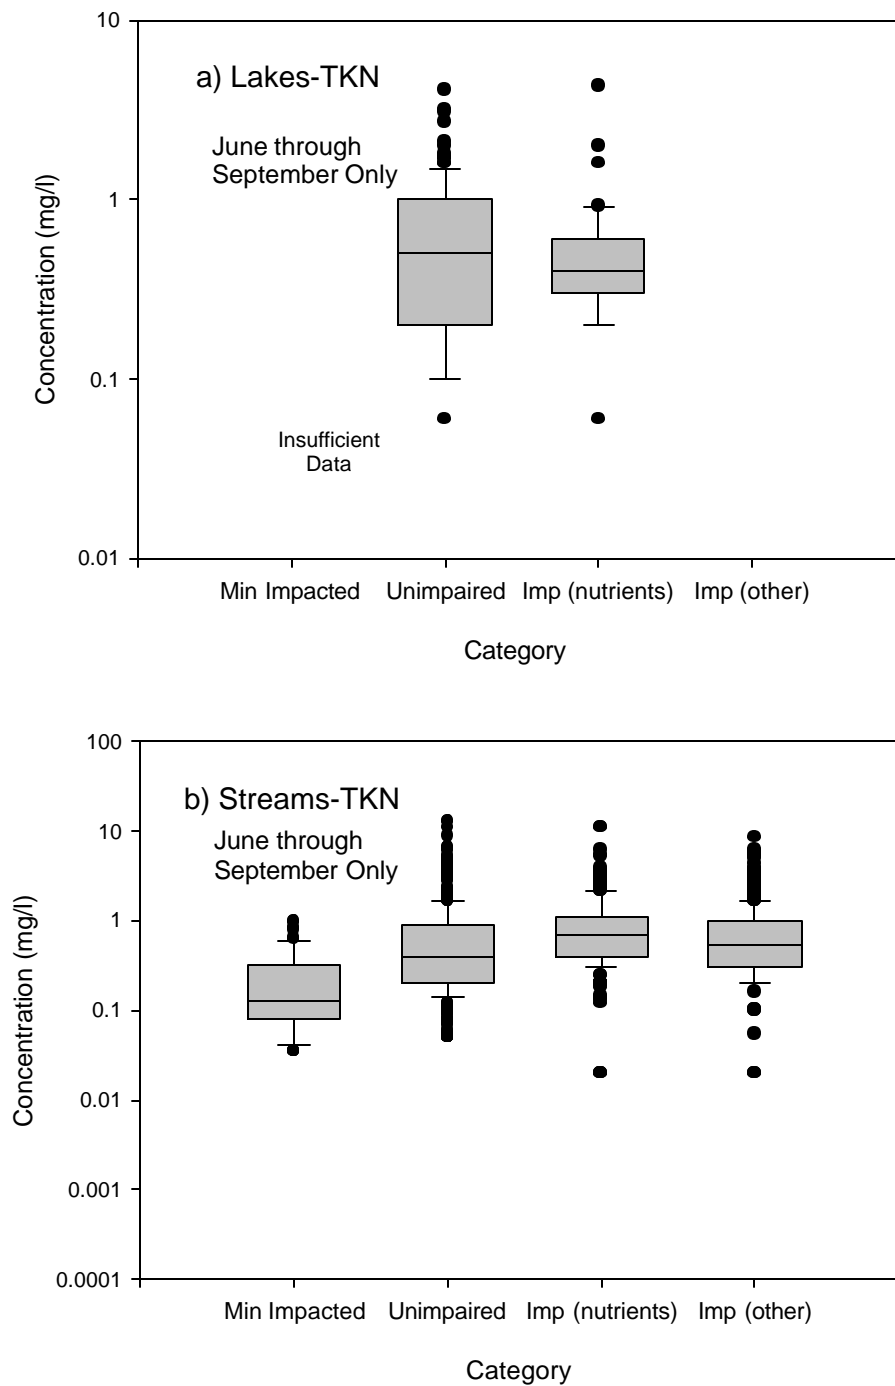 10
a) Lakes-TKN
June through
September Only
1
Concentration (mg/l)
0.1
Insufficient
Data
0.01
Min Impacted Unimpaired Imp (nutrients) Imp (other)
Category
100
b) Streams-TKN
10
June through
September Only
1
Concentration (mg/l)
0.1
0.01
0.001
0.0001
Min Impacted Unimpaired Imp (nutrients) Imp (other)
Category